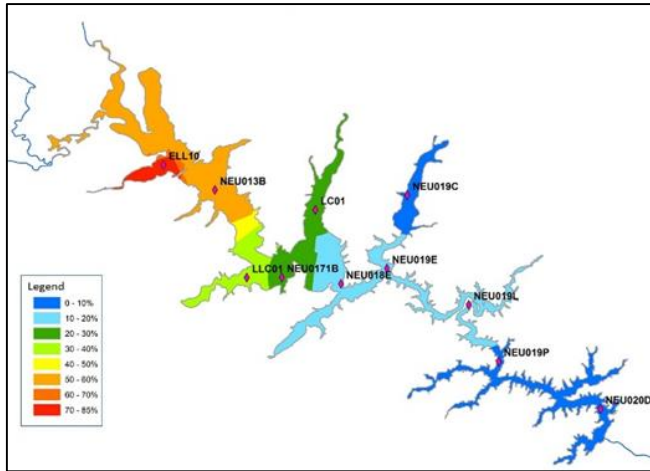 ELL10
NEU013B
LC01
NEU019C
LLC01
NEU0171B
NEU018E
NEU019E
NEU019L
NEU019P
NEU020D
Legend
0 - 10%
10 - 20%
20 - 30%
30 - 40%
40 - 50%
50 - 60%
60 - 70%
70 - 85%